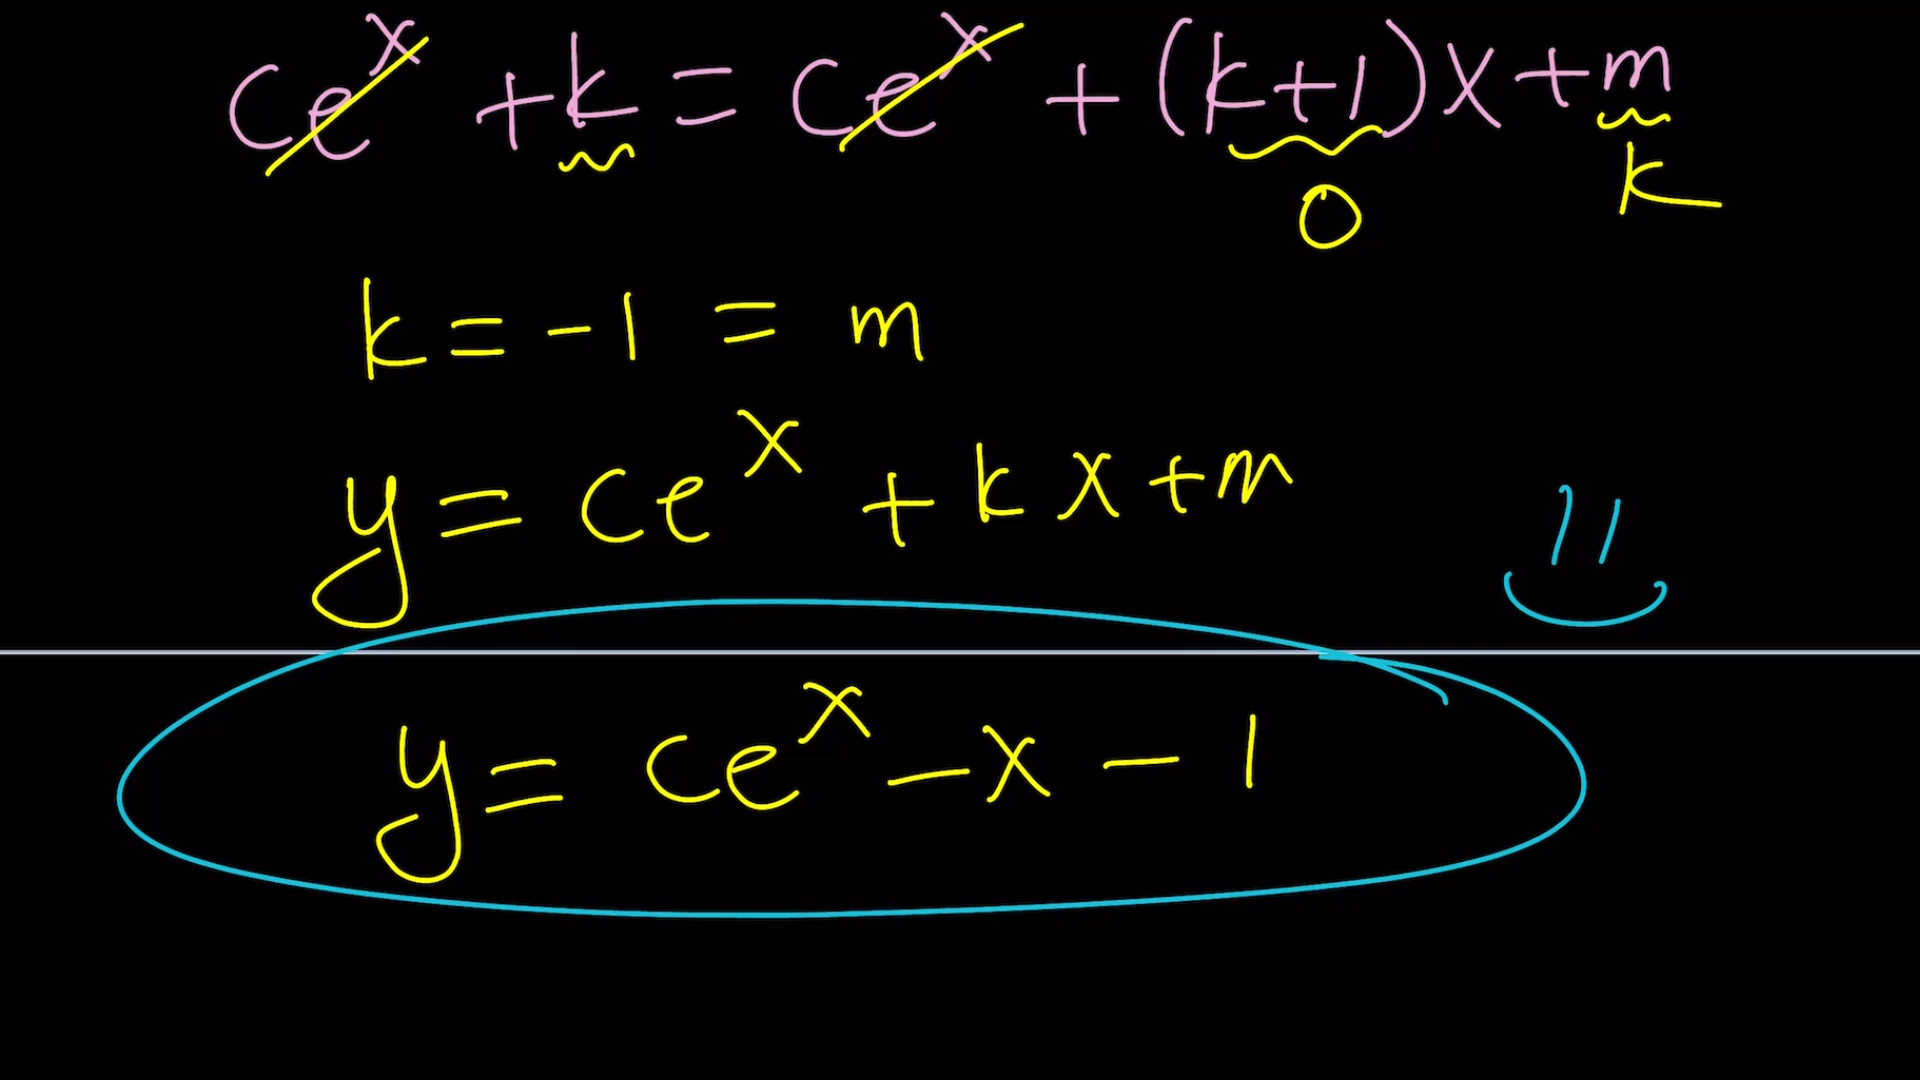 ce^x + k = ce^x + (k+1)x + m
0 k
k = -1 = m
y = ce^x + kx + m
y = ce^x - x - 1